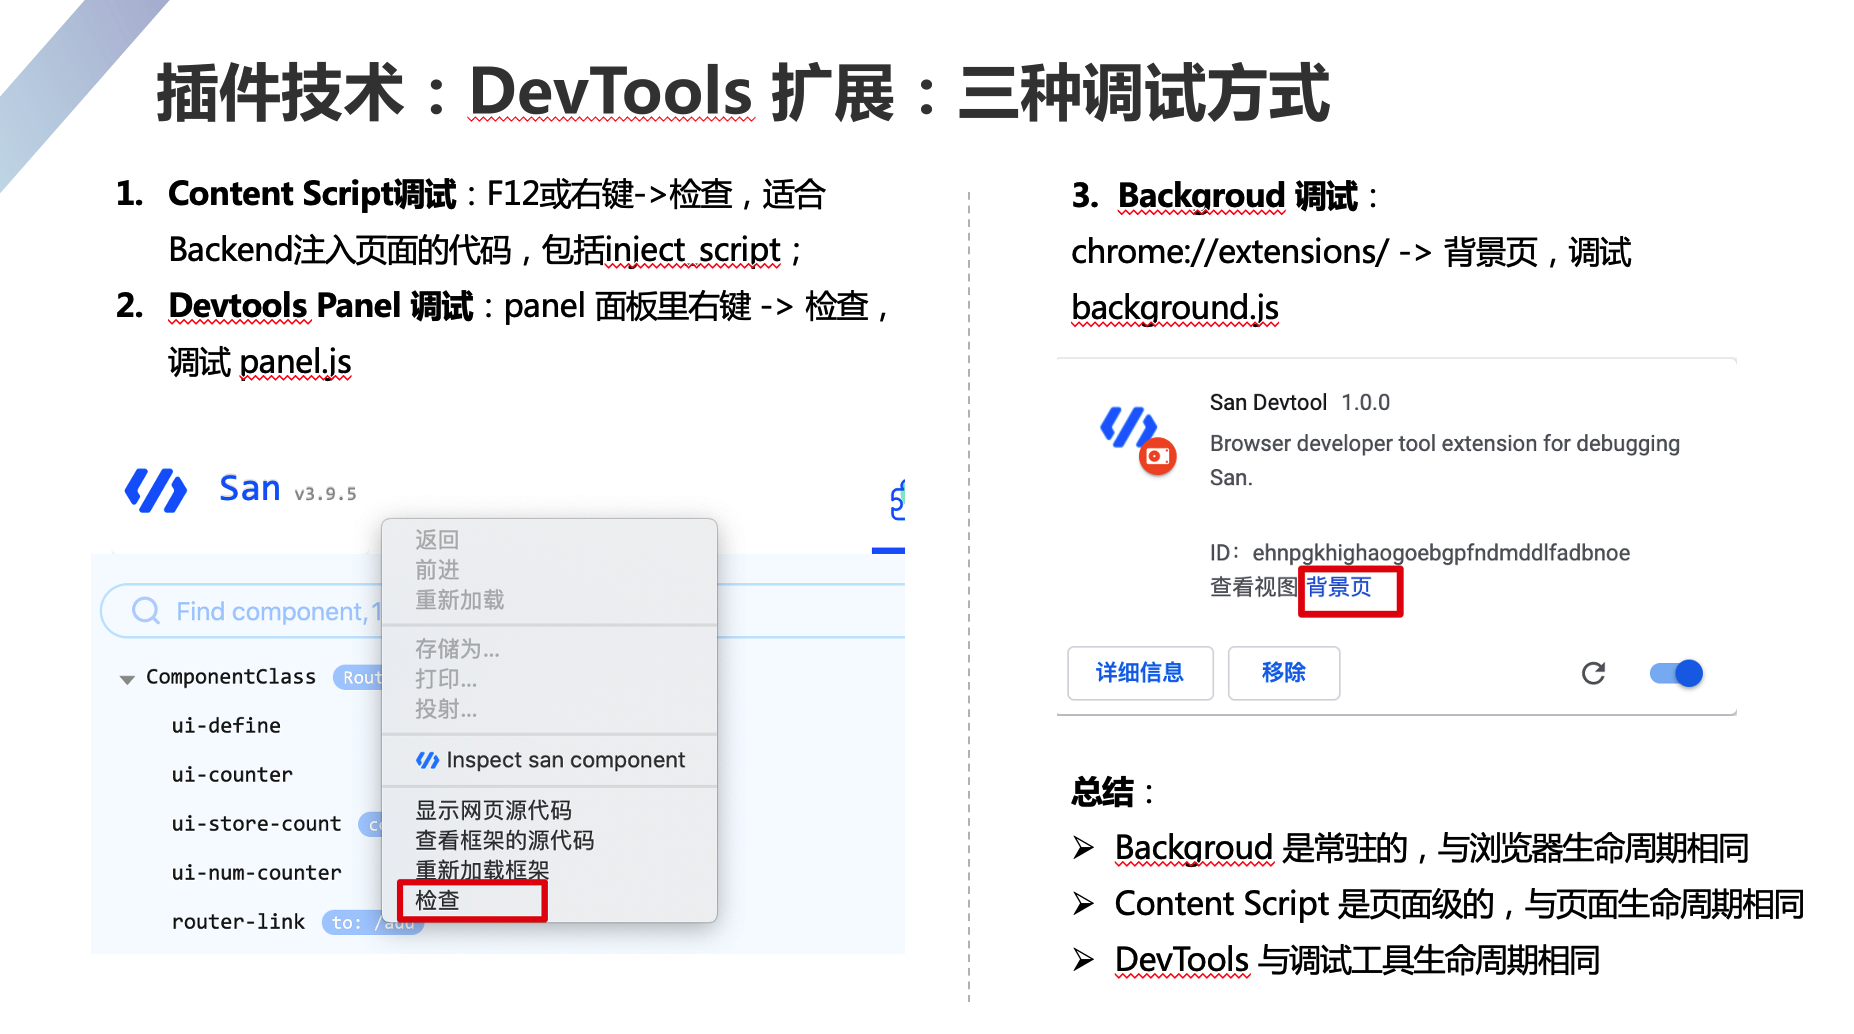 插件技术：DevTools 扩展：三种调试方式
1. Content Script调试：F12或右键->检查，适合
Backend注入页面的代码，包括inject_script；
2. Devtools Panel 调试：panel 面板里右键 -> 检查，
调试 panel.js
San v3.9.5
返回
前进
重新加载
存储为...
打印...
投射...
Inspect san component
显示网页源代码
查看框架的源代码
重新加载框架
检查
Find component,
ComponentClass Rout
ui-define
ui-counter
ui-store-count co
ui-num-counter
router-link to: /add
3. Backgroud 调试：
chrome://extensions/ -> 背景页，调试
background.js
San Devtool 1.0.0
Browser developer tool extension for debugging
San.
ID：ehnpgkhighaogoebgpfndmddlfadbnoe
查看视图 背景页
详细信息 移除
总结：
➢ Backgroud 是常驻的，与浏览器生命周期相同
➢ Content Script 是页面级的，与页面生命周期相同
➢ DevTools 与调试工具生命周期相同